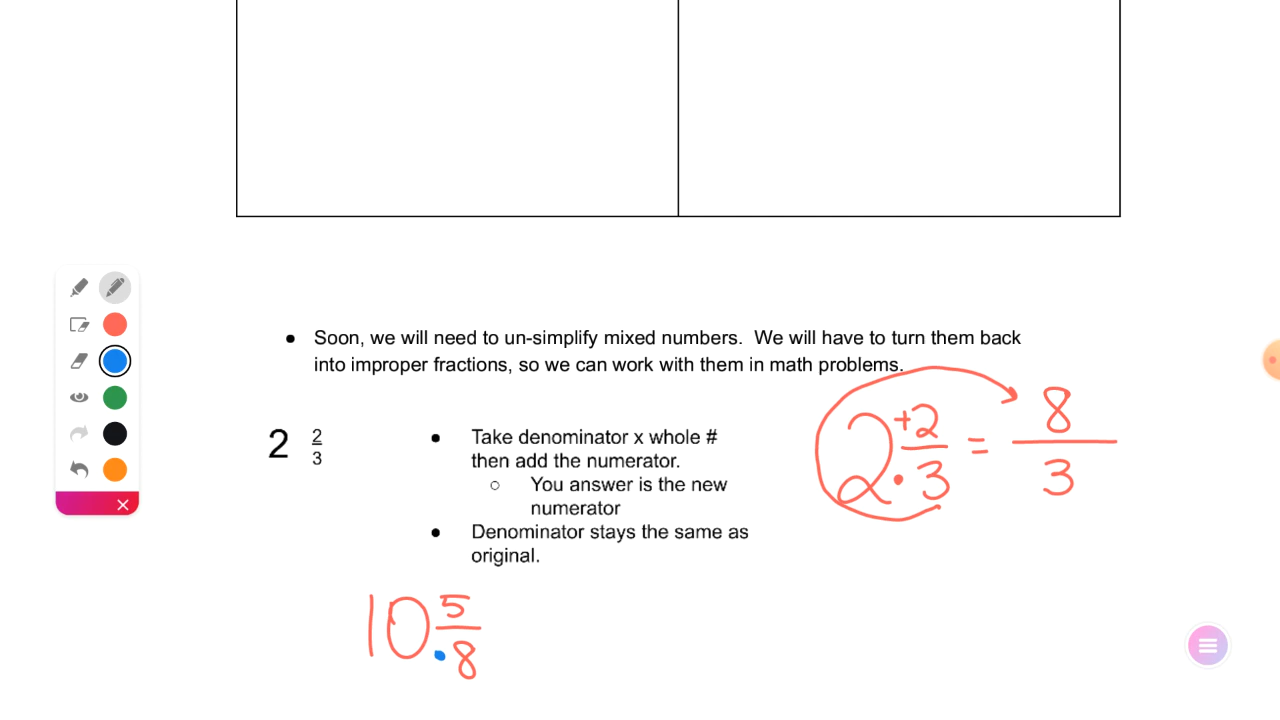 ● Soon, we will need to un-simplify mixed numbers.  We will have to turn them back
into improper fractions, so we can work with them in math problems.
2 2/3
● Take denominator x whole #
then add the numerator.
○ You answer is the new
numerator
● Denominator stays the same as
original.
2 +2/•3 = 8/3
10 5/•8